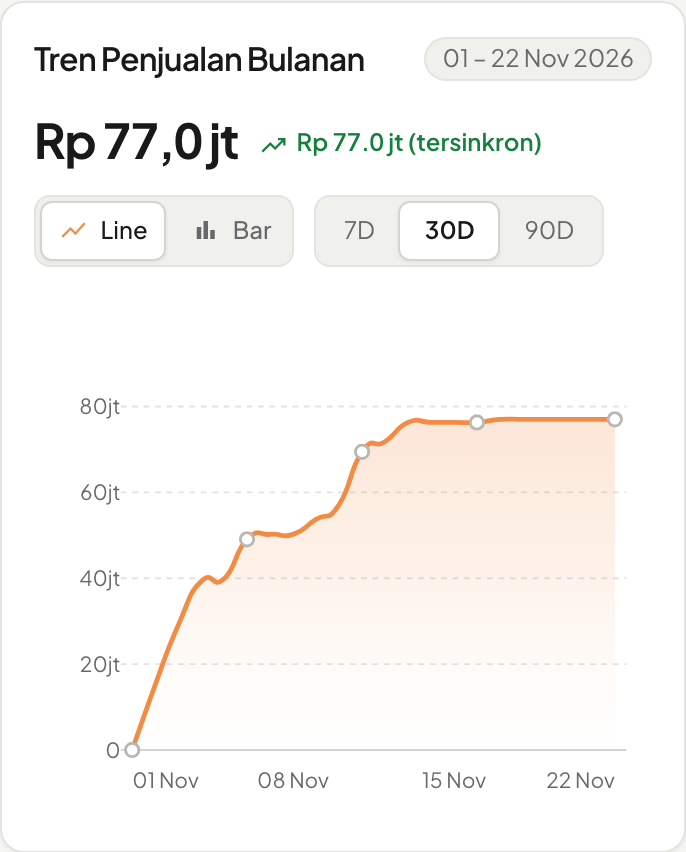 Tren Penjualan Bulanan
01 – 22 Nov 2026
Rp 77,0 jt
Rp 77.0 jt (tersinkron)
Line
Bar
7D
30D
90D
80jt
60jt
40jt
20jt
0
01 Nov
08 Nov
15 Nov
22 Nov